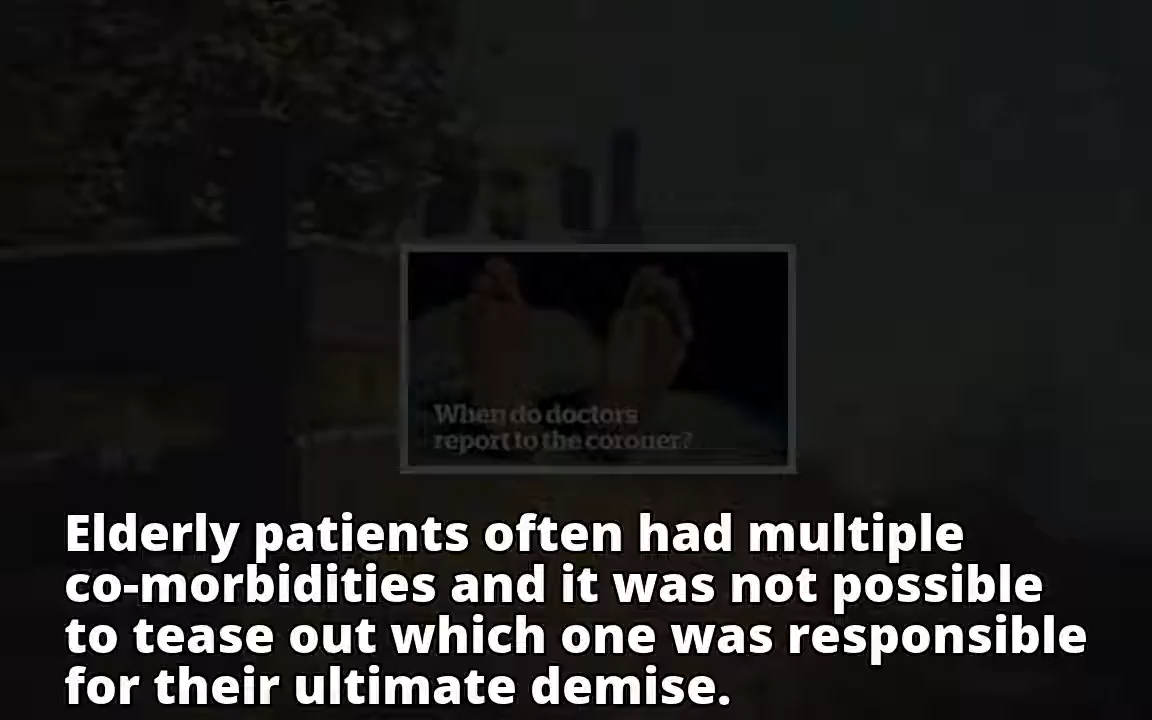 When do doctors
report to the coroner?
Elderly patients often had multiple
co-morbidities and it was not possible
to tease out which one was responsible
for their ultimate demise.